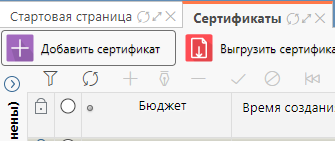 Стартовая страница
Сертификаты
Добавить сертификат
Выгрузить сертифика
нены)
Бюджет
Время создани